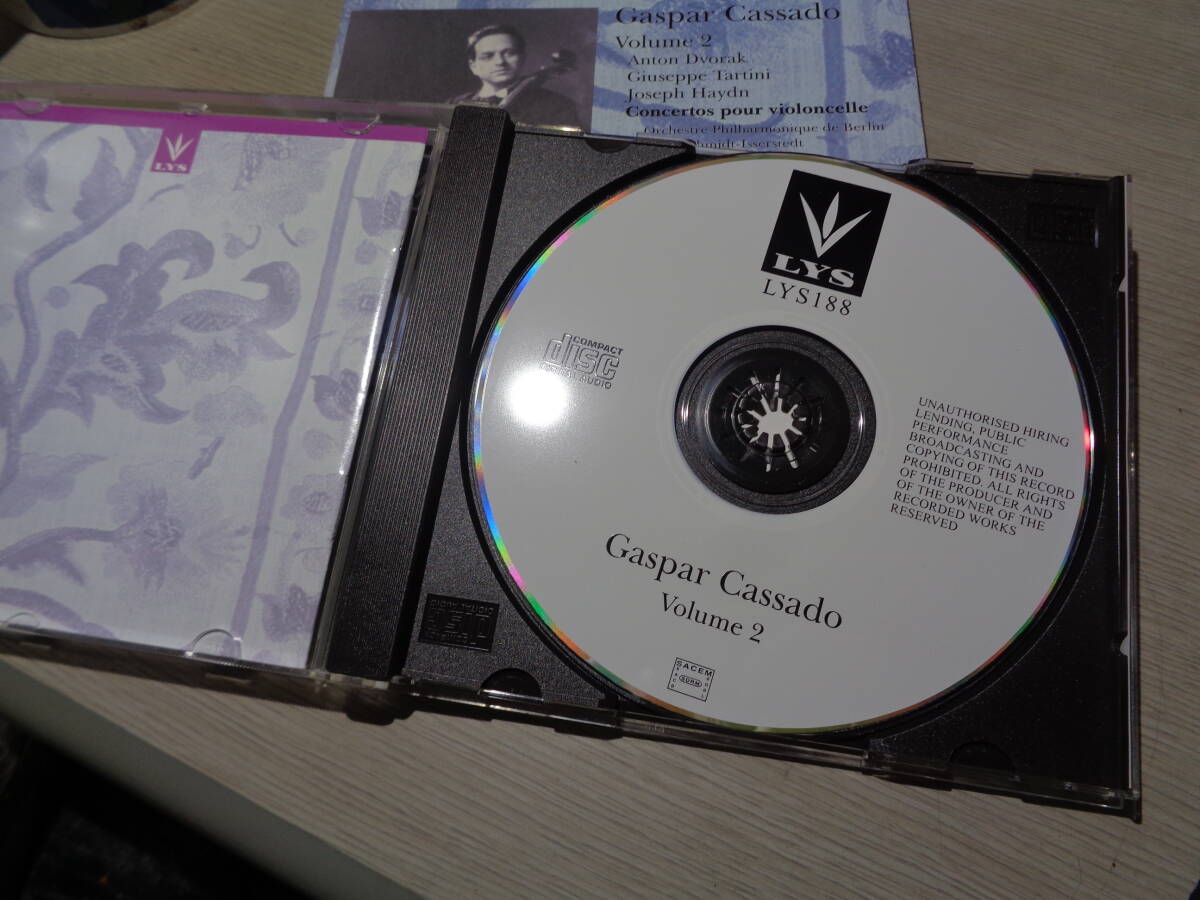 Gaspar Cassado
Volume 2
Anton Dvorak
Giuseppe Tartini
Joseph Haydn
Concertos pour violoncelle
Orchestre Philharmonique de Berlin
LYS
LYS
LYS188
COMPACT
disc
DIGITAL AUDIO
UNAUTHORISED HIRING
LENDING, PUBLIC
PERFORMANCE
BROADCASTING AND
COPYING OF THIS RECORD
PROHIBITED. ALL RIGHTS
OF THE PRODUCER AND
OF THE OWNER OF THE
RECORDED WORKS
RESERVED
Gaspar Cassado
Volume 2
SACEM
SDRM